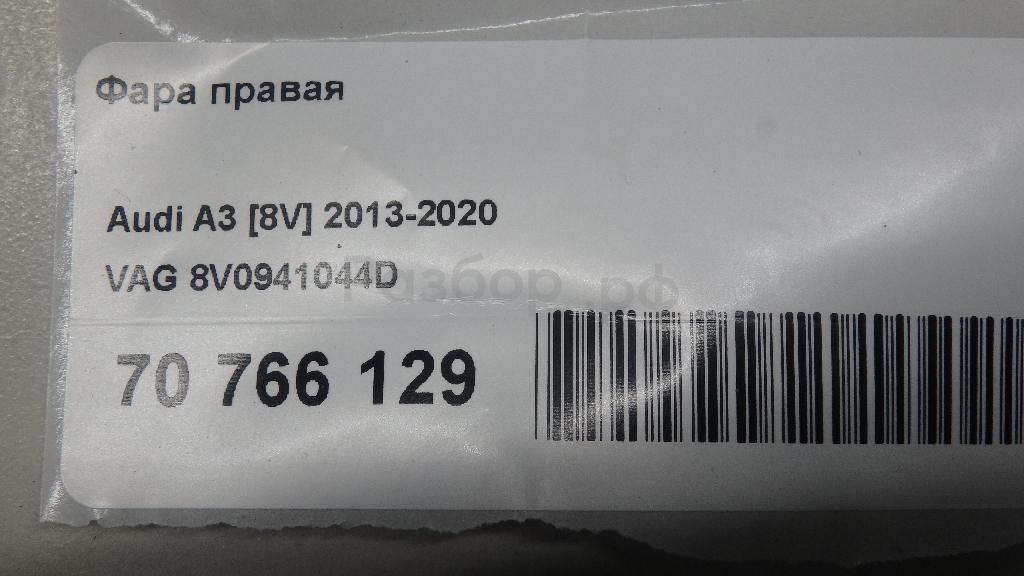 Фара правая
Audi A3 [8V] 2013-2020
VAG 8V0941044D
Разбор.рф
70 766 129